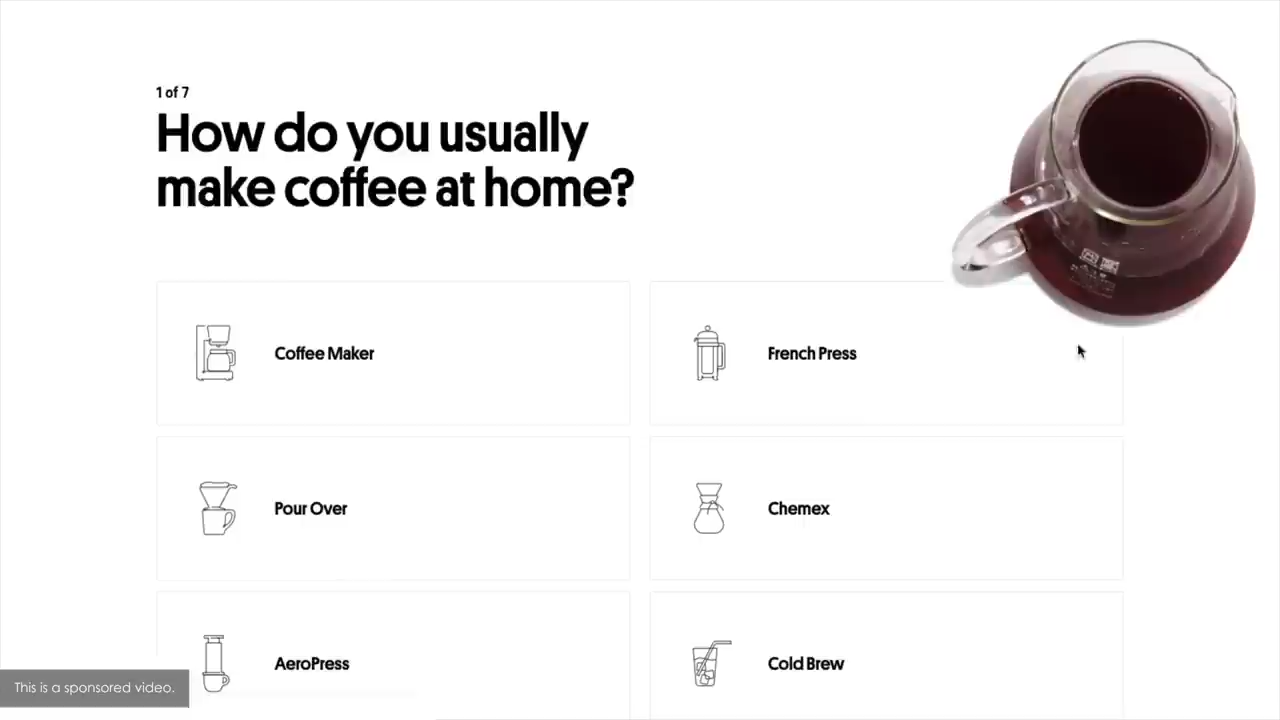 1 of 7
How do you usually
make coffee at home?
Coffee Maker
French Press
Pour Over
Chemex
AeroPress
Cold Brew
This is a sponsored video.